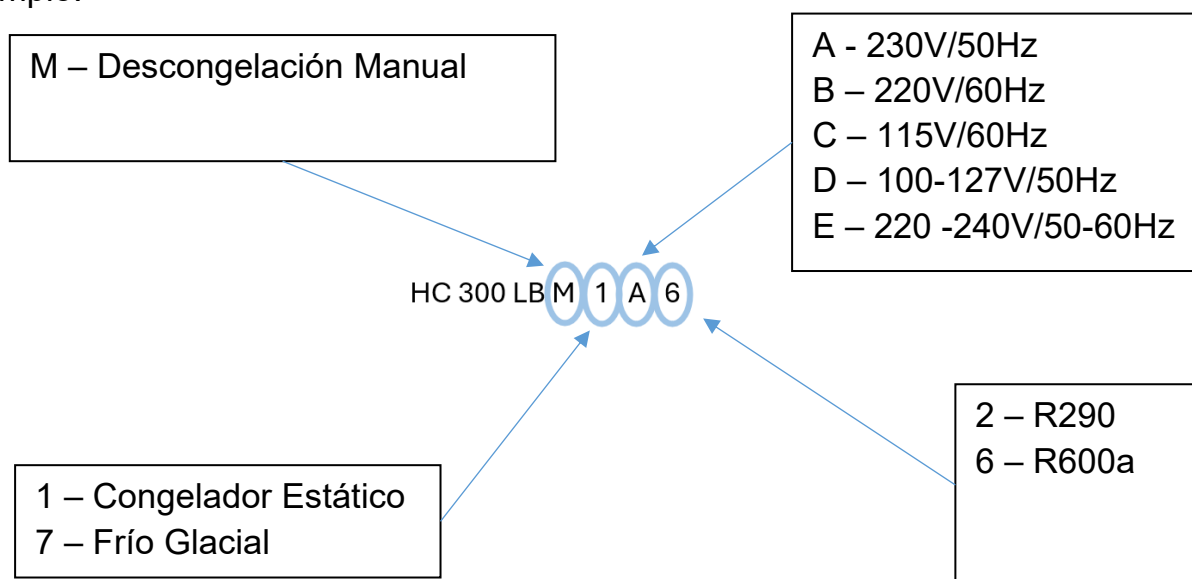 M – Descongelación Manual
A - 230V/50Hz
B – 220V/60Hz
C – 115V/60Hz
D – 100-127V/50Hz
E – 220 -240V/50-60Hz
HC 300 LB M 1 A 6
1 – Congelador Estático
7 – Frío Glacial
2 – R290
6 – R600a